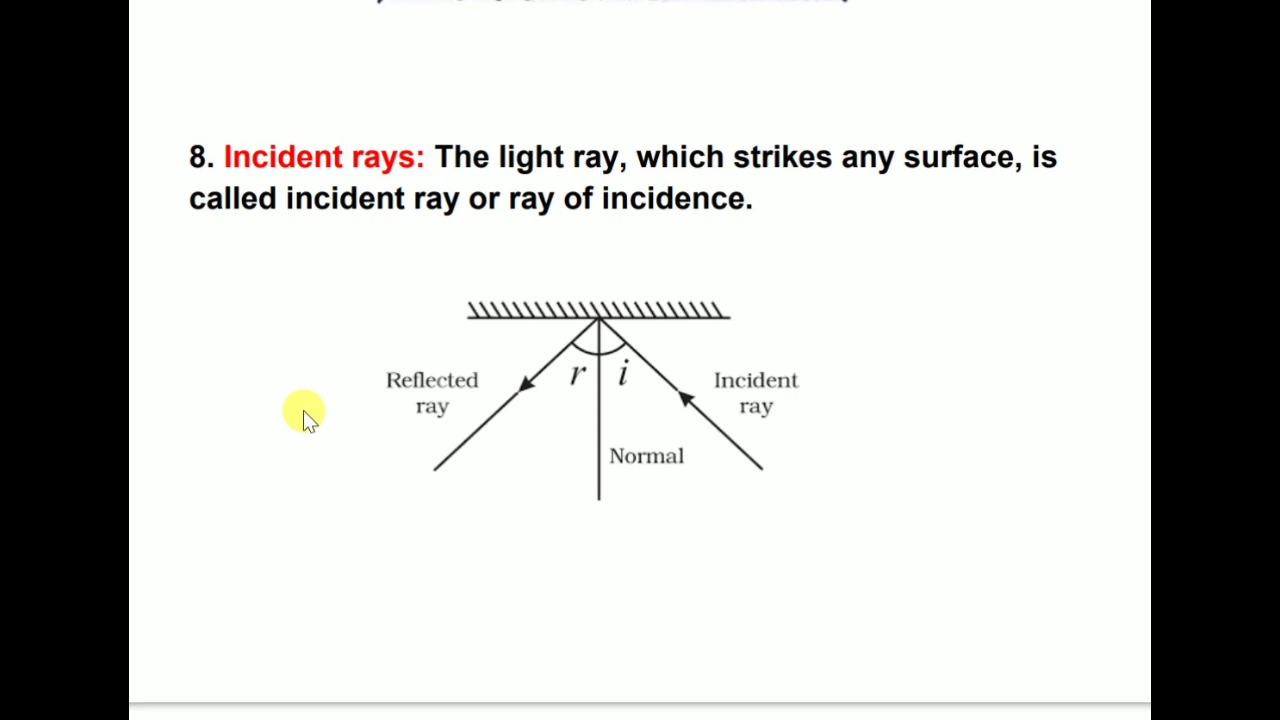 8. Incident rays: The light ray, which strikes any surface, is
called incident ray or ray of incidence.
Reflected
ray
r
i
Incident
ray
Normal